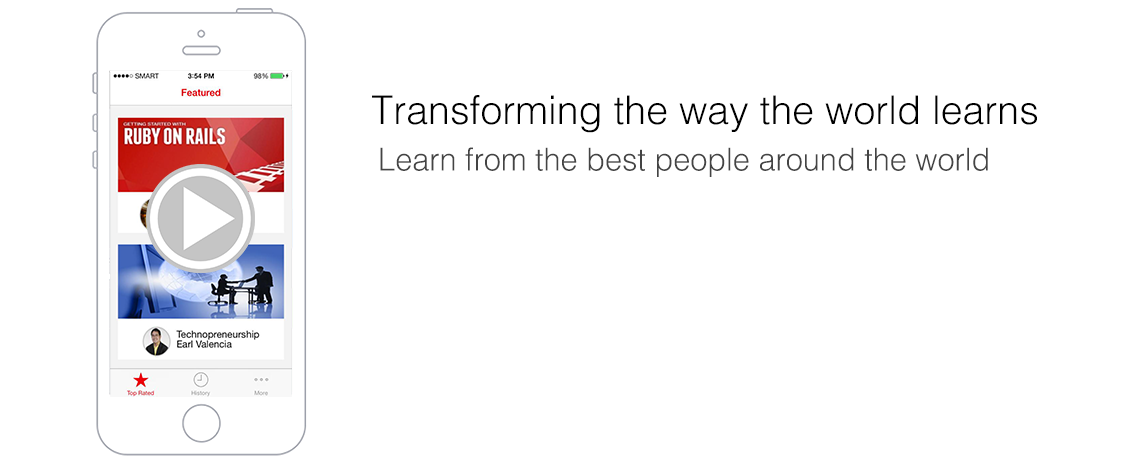 SMART 3:54 PM 98%
Featured
GETTING STARTED WITH
RUBY ON RAILS
Technopreneurship
Earl Valencia
Top Rated History More
Transforming the way the world learns
Learn from the best people around the world